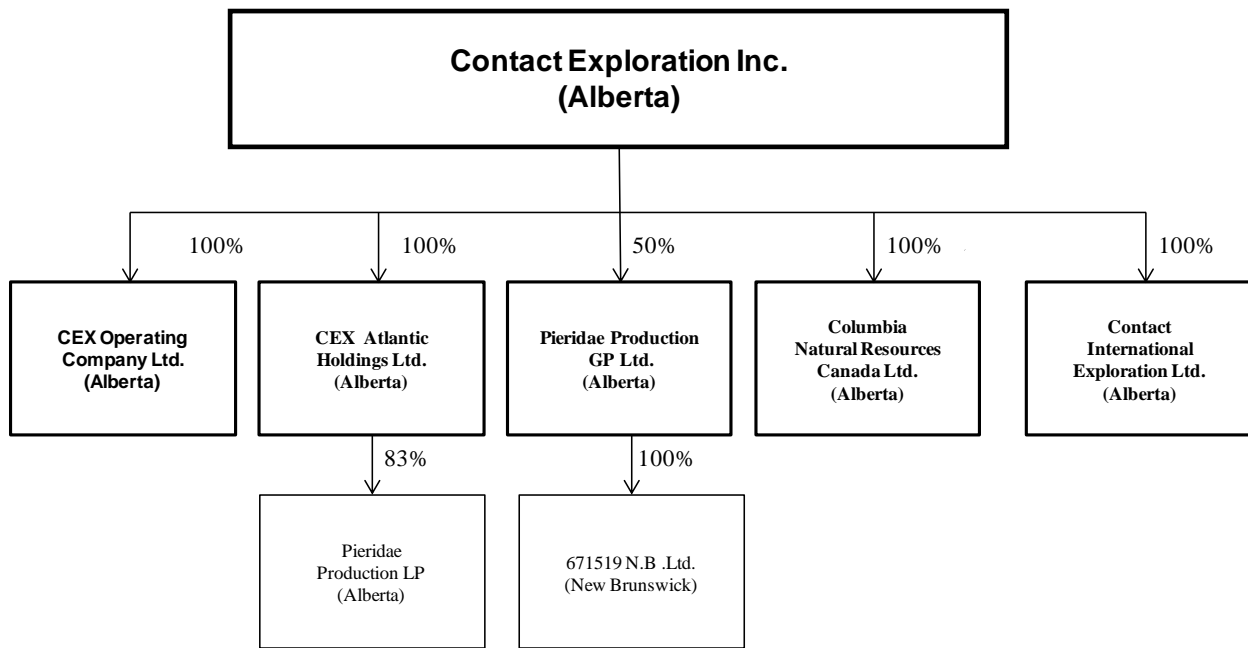 Contact Exploration Inc.
(Alberta)
100%
100%
50%
100%
100%
CEX Operating
Company Ltd.
(Alberta)
CEX Atlantic
Holdings Ltd.
(Alberta)
Pieridae Production
GP Ltd.
(Alberta)
Columbia
Natural Resources
Canada Ltd.
(Alberta)
Contact
International
Exploration Ltd.
(Alberta)
83%
100%
Pieridae
Production LP
(Alberta)
671519 N.B .Ltd.
(New Brunswick)